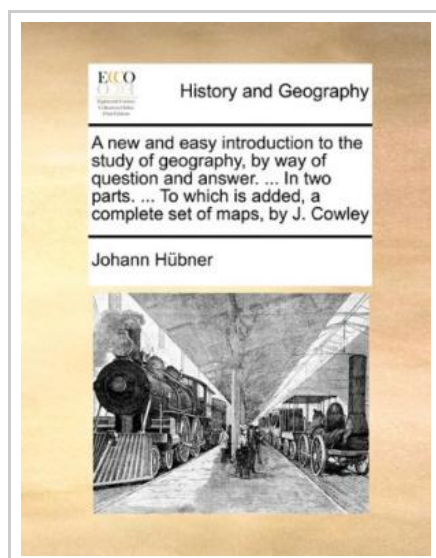 ECCO
History and Geography
A new and easy introduction to the
study of geography, by way of
question and answer. ... In two
parts. ... To which is added, a
complete set of maps, by J. Cowley
Johann Hübner